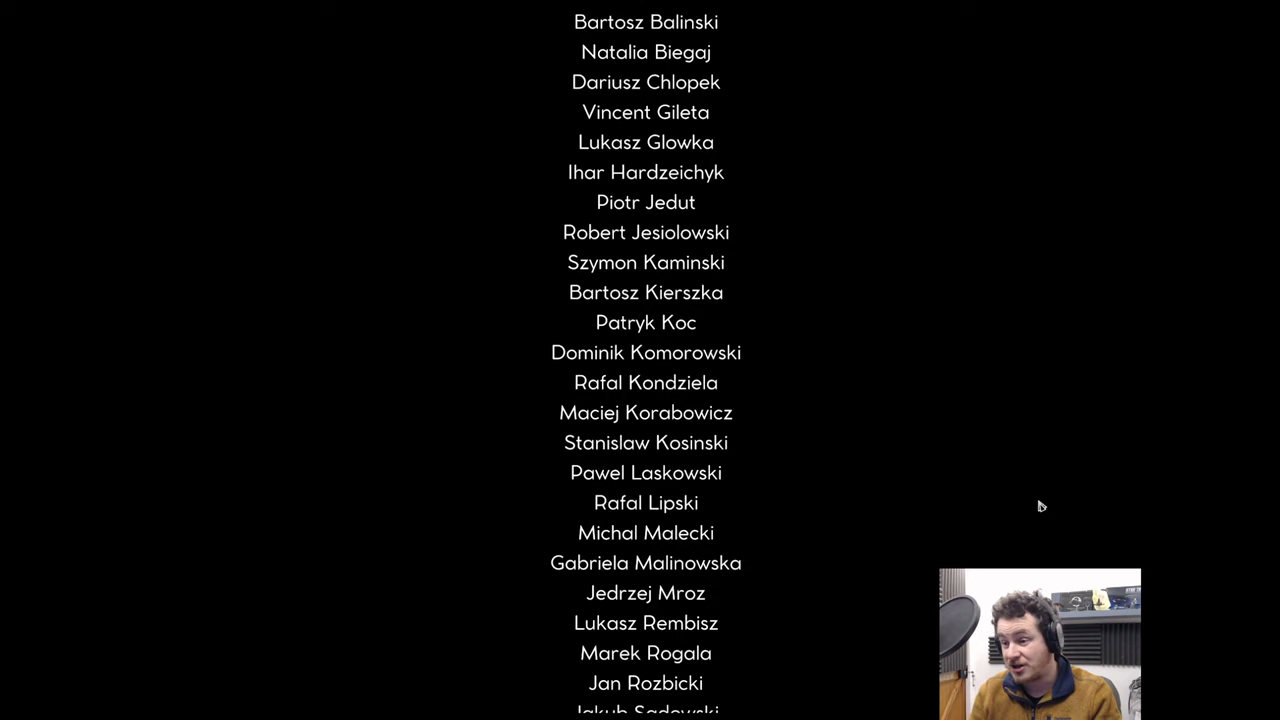 Bartosz Balinski
Natalia Biegaj
Dariusz Chlopek
Vincent Gileta
Lukasz Glowka
Ihar Hardzeichyk
Piotr Jedut
Robert Jesiolowski
Szymon Kaminski
Bartosz Kierszka
Patryk Koc
Dominik Komorowski
Rafal Kondziela
Maciej Korabowicz
Stanislaw Kosinski
Pawel Laskowski
Rafal Lipski
Michal Malecki
Gabriela Malinowska
Jedrzej Mroz
Lukasz Rembisz
Marek Rogala
Jan Rozbicki
Jakub Sadowski